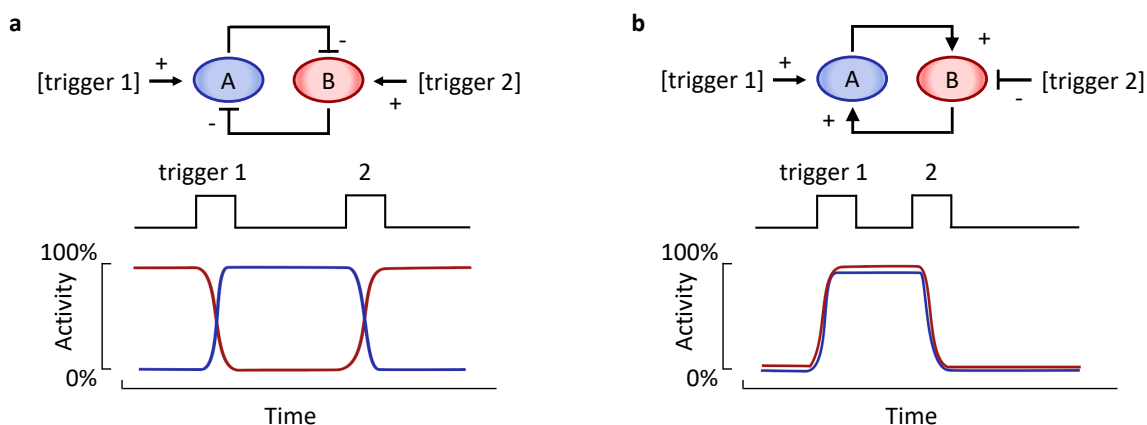 a
-
+
[trigger 1]
A
B
[trigger 2]
+
-
trigger 1
2
100%
Activity
0%
Time
b
+
+
[trigger 1]
A
B
[trigger 2]
+
-
trigger 1
2
100%
Activity
0%
Time